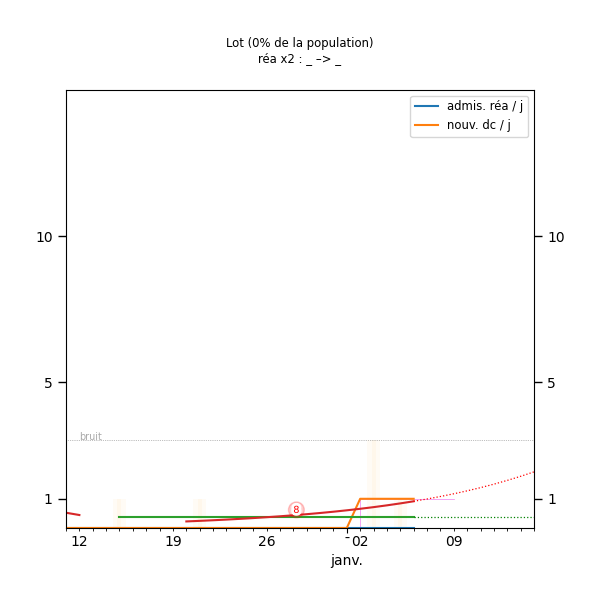 Lot (0% de la population)
réa x2 : _ –> _
admis. réa / j
nouv. dc / j
10 10
5 5
bruit
8
1 1
12 19 26 02 09
janv.